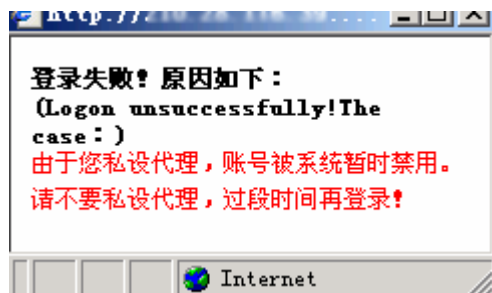 登录失败！原因如下：
(Logon unsuccessfully!The
case：)
由于您私设代理，账号被系统暂时禁用。
请不要私设代理，过段时间再登录！
Internet